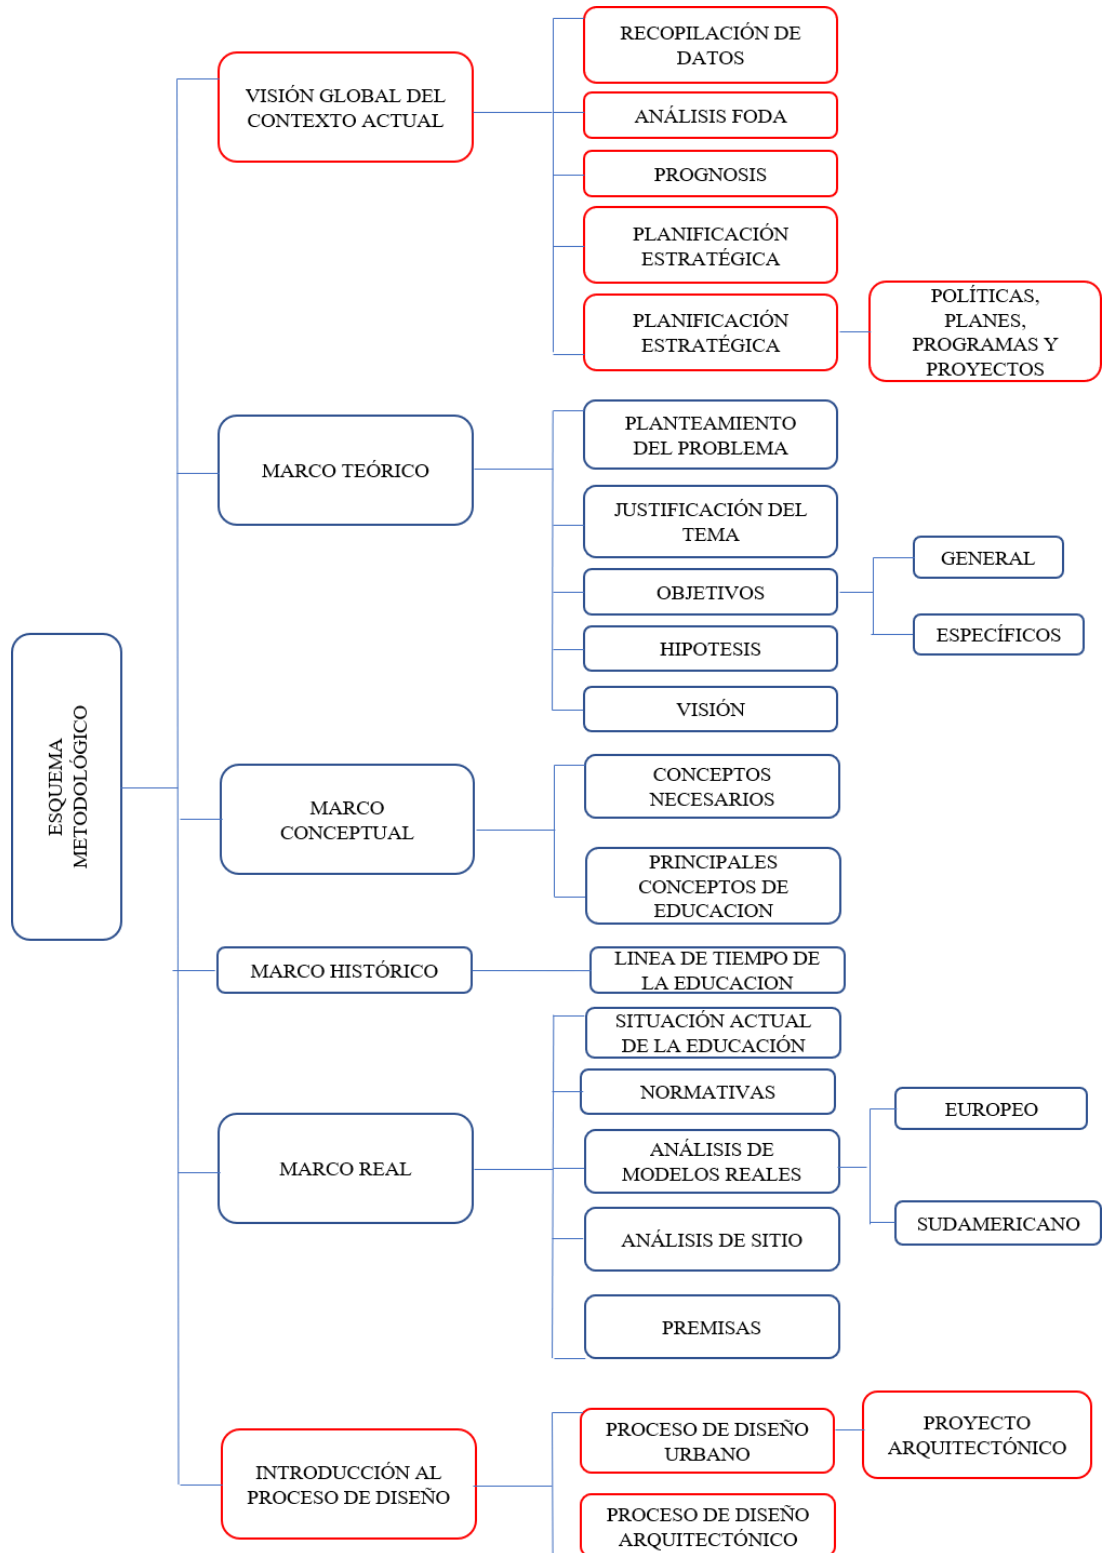 ESQUEMA
METODOLÓGICO
VISIÓN GLOBAL DEL
CONTEXTO ACTUAL
RECOPILACIÓN DE
DATOS
ANÁLISIS FODA
PROGNOSIS
PLANIFICACIÓN
ESTRATÉGICA
PLANIFICACIÓN
ESTRATÉGICA
POLÍTICAS,
PLANES,
PROGRAMAS Y
PROYECTOS
MARCO TEÓRICO
PLANTEAMIENTO
DEL PROBLEMA
JUSTIFICACIÓN DEL
TEMA
OBJETIVOS
GENERAL
ESPECÍFICOS
HIPOTESIS
VISIÓN
MARCO
CONCEPTUAL
CONCEPTOS
NECESARIOS
PRINCIPALES
CONCEPTOS DE
EDUCACION
MARCO HISTÓRICO
LINEA DE TIEMPO DE
LA EDUCACION
MARCO REAL
SITUACIÓN ACTUAL
DE LA EDUCACIÓN
NORMATIVAS
ANÁLISIS DE
MODELOS REALES
EUROPEO
SUDAMERICANO
ANÁLISIS DE SITIO
PREMISAS
INTRODUCCIÓN AL
PROCESO DE DISEÑO
PROCESO DE DISEÑO
URBANO
PROYECTO
ARQUITECTÓNICO
PROCESO DE DISEÑO
ARQUITECTÓNICO